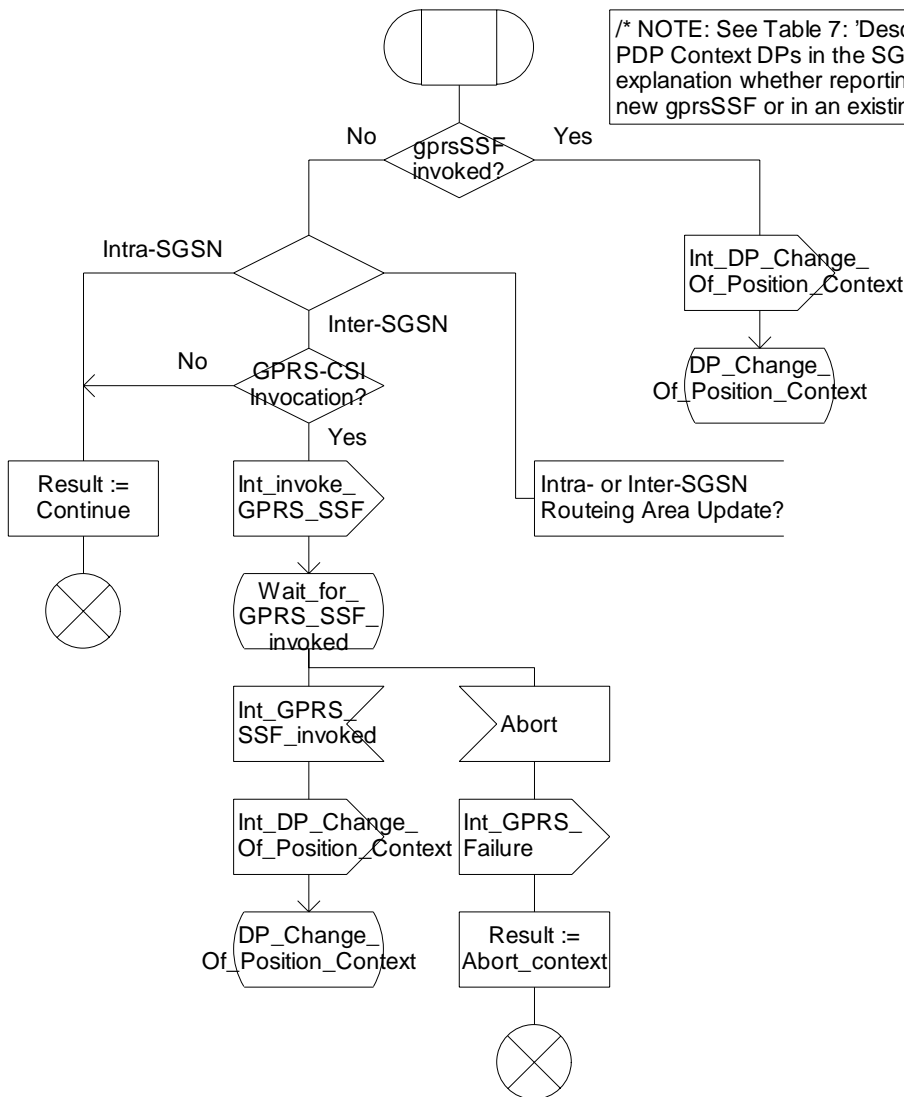 /* NOTE: See Table 7: 'Desc
PDP Context DPs in the SG
explanation whether reportin
new gprsSSF or in an existin
No
gprsSSF
invoked?
Yes
Intra-SGSN
Int_DP_Change_
Of_Position_Context
Inter-SGSN
No
GPRS-CSI
Invocation?
DP_Change_
Of_Position_Context
Yes
Result :=
Continue
Int_invoke_
GPRS_SSF
Intra- or Inter-SGSN
Routeing Area Update?
Wait_for_
GPRS_SSF_
invoked
Int_GPRS_
SSF_invoked
Abort
Int_DP_Change_
Of_Position_Context
Int_GPRS_
Failure
DP_Change_
Of_Position_Context
Result :=
Abort_context